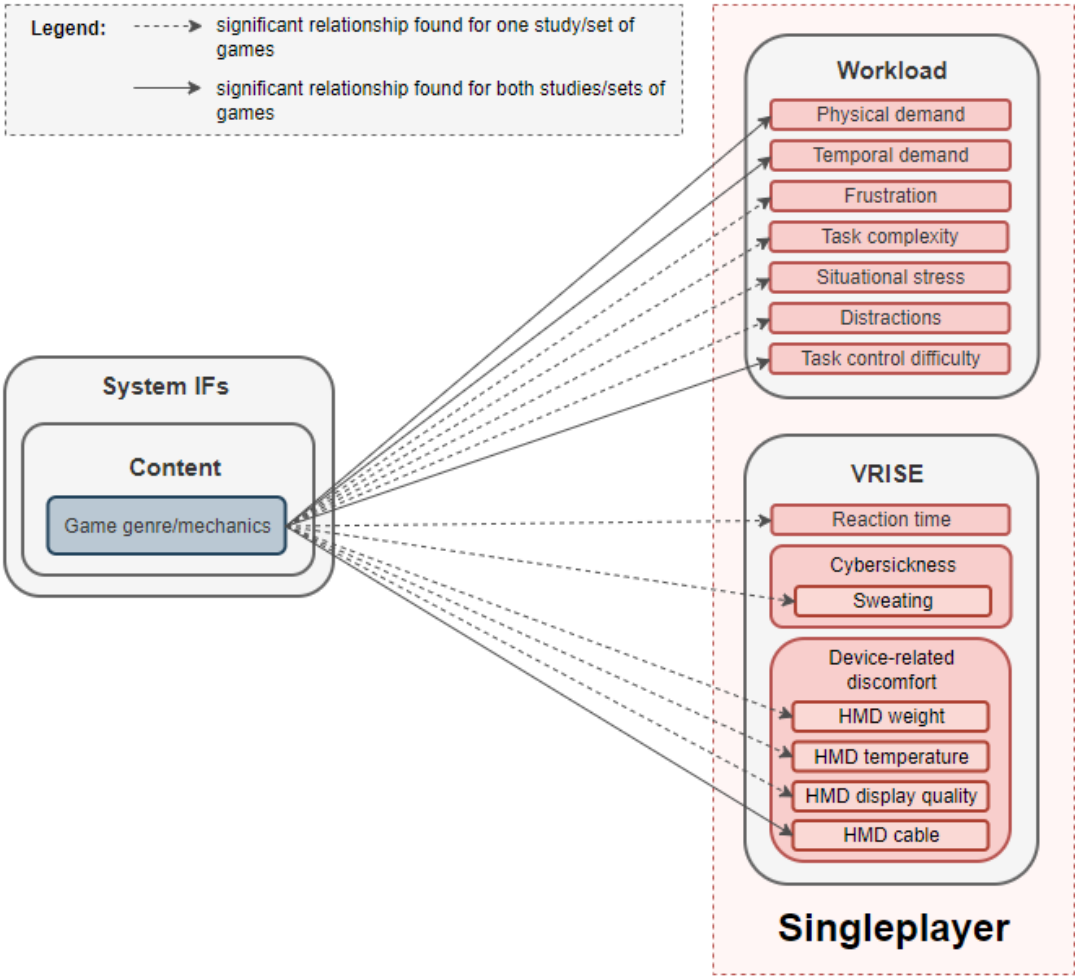 Legend:
significant relationship found for one study/set of
games
significant relationship found for both studies/sets of
games
Workload
Physical demand
Temporal demand
Frustration
Task complexity
Situational stress
Distractions
Task control difficulty
System IFs
Content
Game genre/mechanics
VRISE
Reaction time
Cybersickness
Sweating
Device-related
discomfort
HMD weight
HMD temperature
HMD display quality
HMD cable
Singleplayer